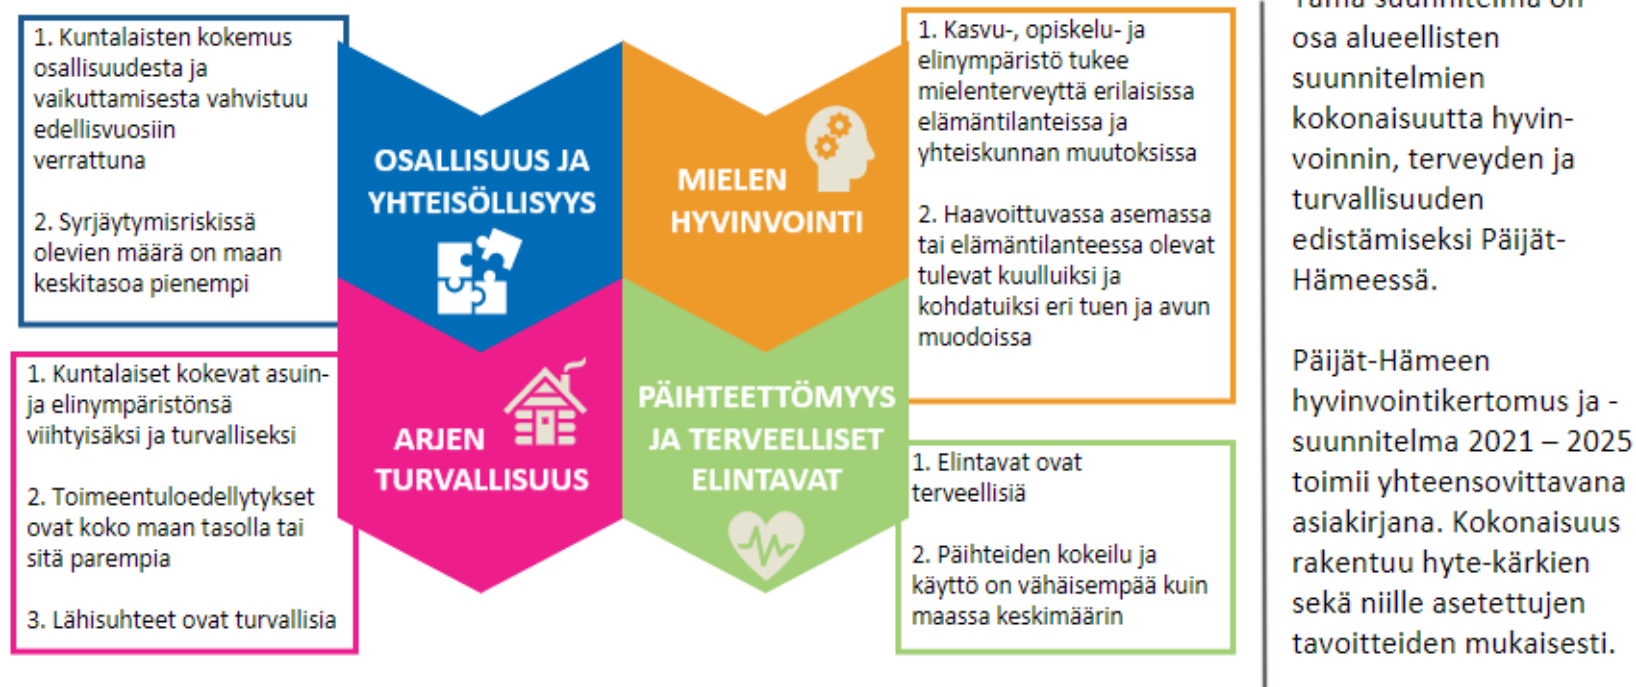 1. Kuntalaisten kokemus
osallisuudesta ja
vaikuttamisesta vahvistuu
edellisvuosiin
verrattuna
2. Syrjäytymisriskissä
olevien määrä on maan
keskitasoa pienempi
OSALLISUUS JA
YHTEISÖLLISYYS
MIELEN
HYVINVOINTI
1. Kasvu-, opiskelu- ja
elinympäristö tukee
mielenterveyttä erilaisissa
elämäntilanteissa ja
yhteiskunnan muutoksissa
2. Haavoittuvassa asemassa
tai elämäntilanteessa olevat
tulevat kuulluiksi ja
kohdatuiksi eri tuen ja avun
muodoissa
1. Kuntalaiset kokevat asuin-
ja elinympäristönsä
viihtyisäksi ja turvalliseksi
2. Toimeentuloedellytykset
ovat koko maan tasolla tai
sitä parempia
3. Lähisuhteet ovat turvallisia
ARJEN
TURVALLISUUS
PÄIHTEETTÖMYYS
JA TERVEELLISET
ELINTAVAT
1. Elintavat ovat
terveellisiä
2. Päihteiden kokeilu ja
käyttö on vähäisempää kuin
maassa keskimäärin
Tämä suunnitelma on
osa alueellisten
suunnitelmien
kokonaisuutta hyvin-
voinnin, terveyden ja
turvallisuuden
edistämiseksi Päijät-
Hämeessä.
Päijät-Hämeen
hyvinvointikertomus ja -
suunnitelma 2021 – 2025
toimii yhteensovittavana
asiakirjana. Kokonaisuus
rakentuu hyte-kärkien
sekä niille asetettujen
tavoitteiden mukaisesti.